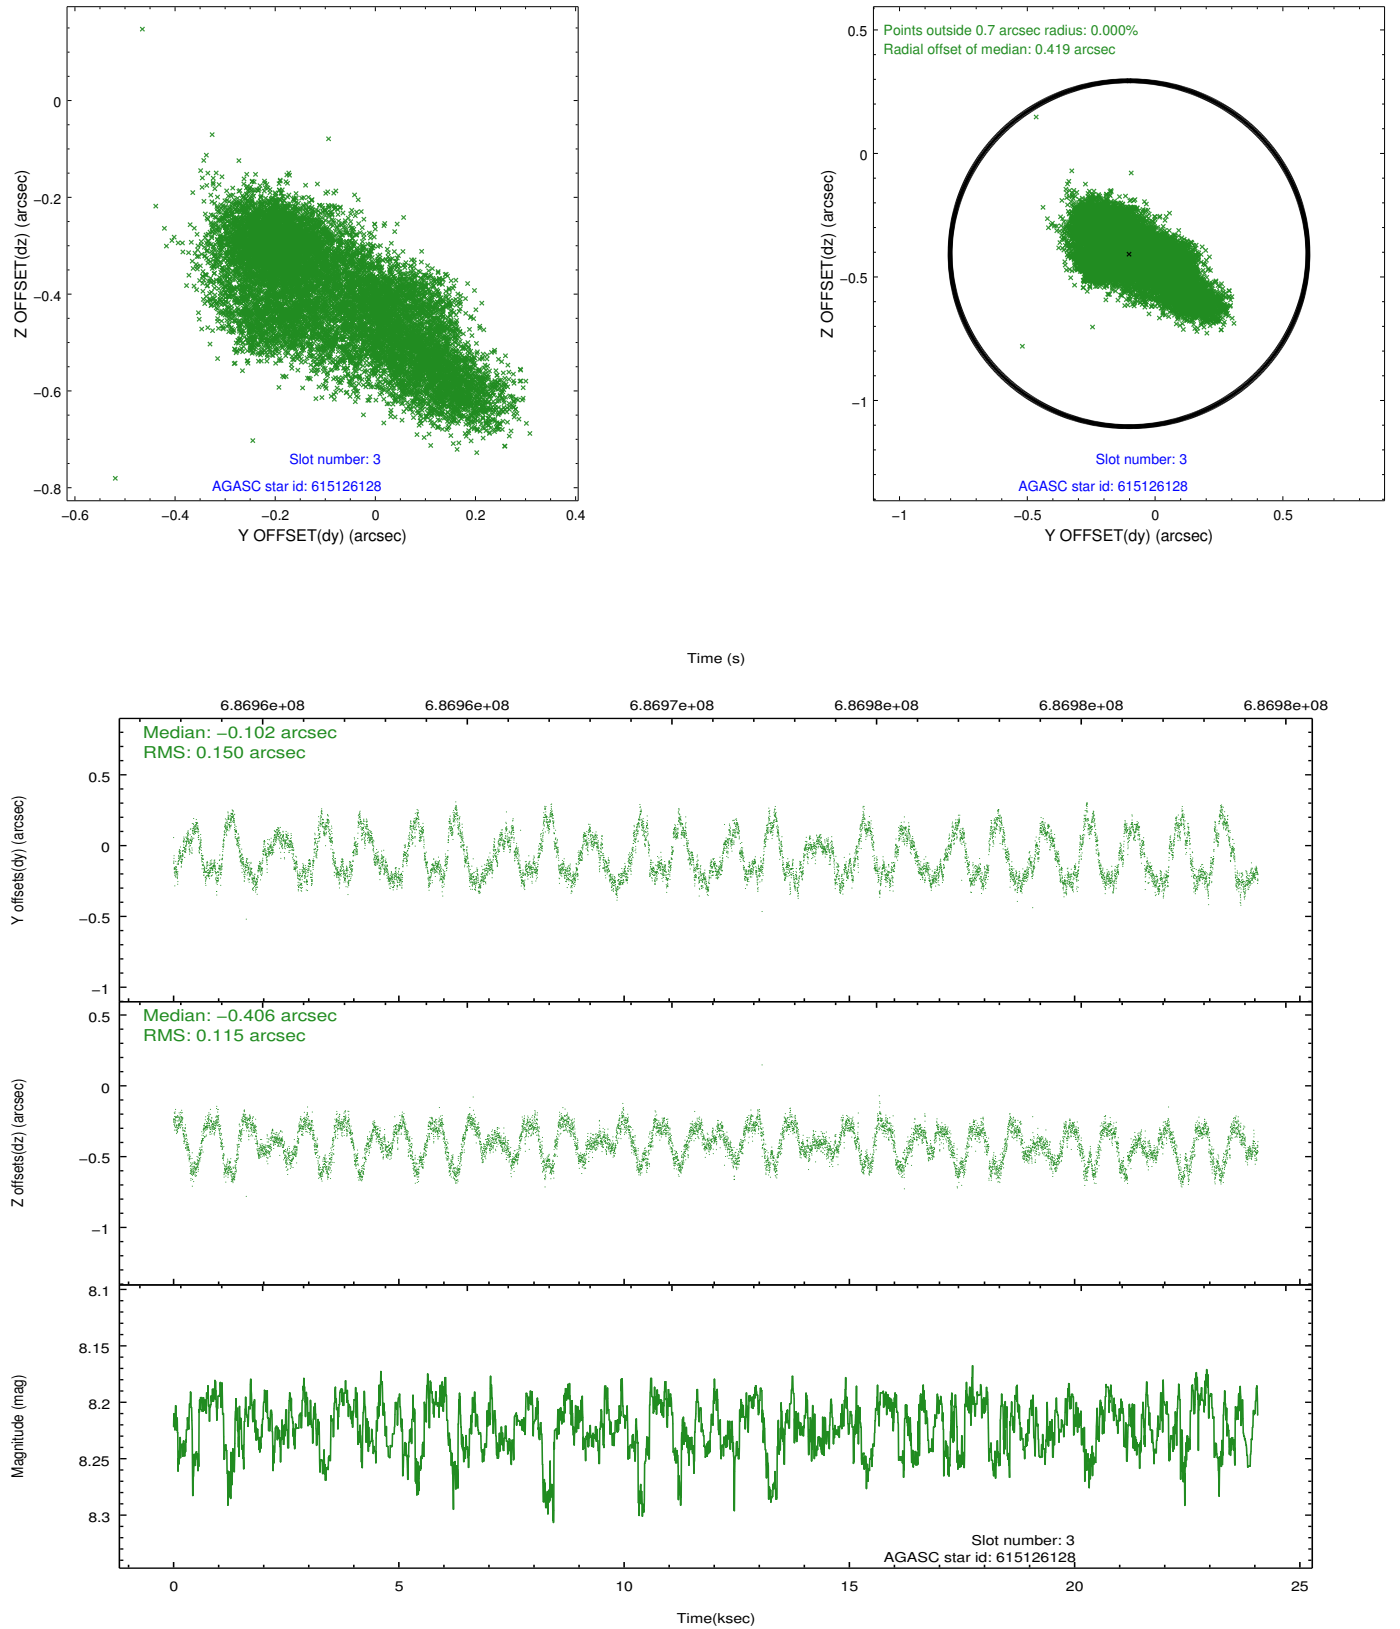 0
−0.2
−0.4
−0.6
−0.8
Z OFFSET(dz) (arcsec)
Slot number: 3
AGASC star id: 615126128
−0.6 −0.4 −0.2 0 0.2 0.4
Y OFFSET(dy) (arcsec)
Points outside 0.7 arcsec radius: 0.000%
Radial offset of median: 0.419 arcsec
0.5
0
−0.5
−1
Z OFFSET(dz) (arcsec)
Slot number: 3
AGASC star id: 615126128
−1 −0.5 0 0.5
Y OFFSET(dy) (arcsec)
Time (s)
6.8696e+08 6.8696e+08 6.8697e+08 6.8698e+08 6.8698e+08 6.8698e+08
Median: −0.102 arcsec
RMS: 0.150 arcsec
0.5
0
−0.5
−1
Y offsets(dy) (arcsec)
Median: −0.406 arcsec
RMS: 0.115 arcsec
0.5
0
−0.5
−1
Z offsets(dz) (arcsec)
8.1
8.15
8.2
8.25
8.3
Magnitude (mag)
Slot number: 3
AGASC star id: 615126128
0 5 10 15 20 25
Time(ksec)